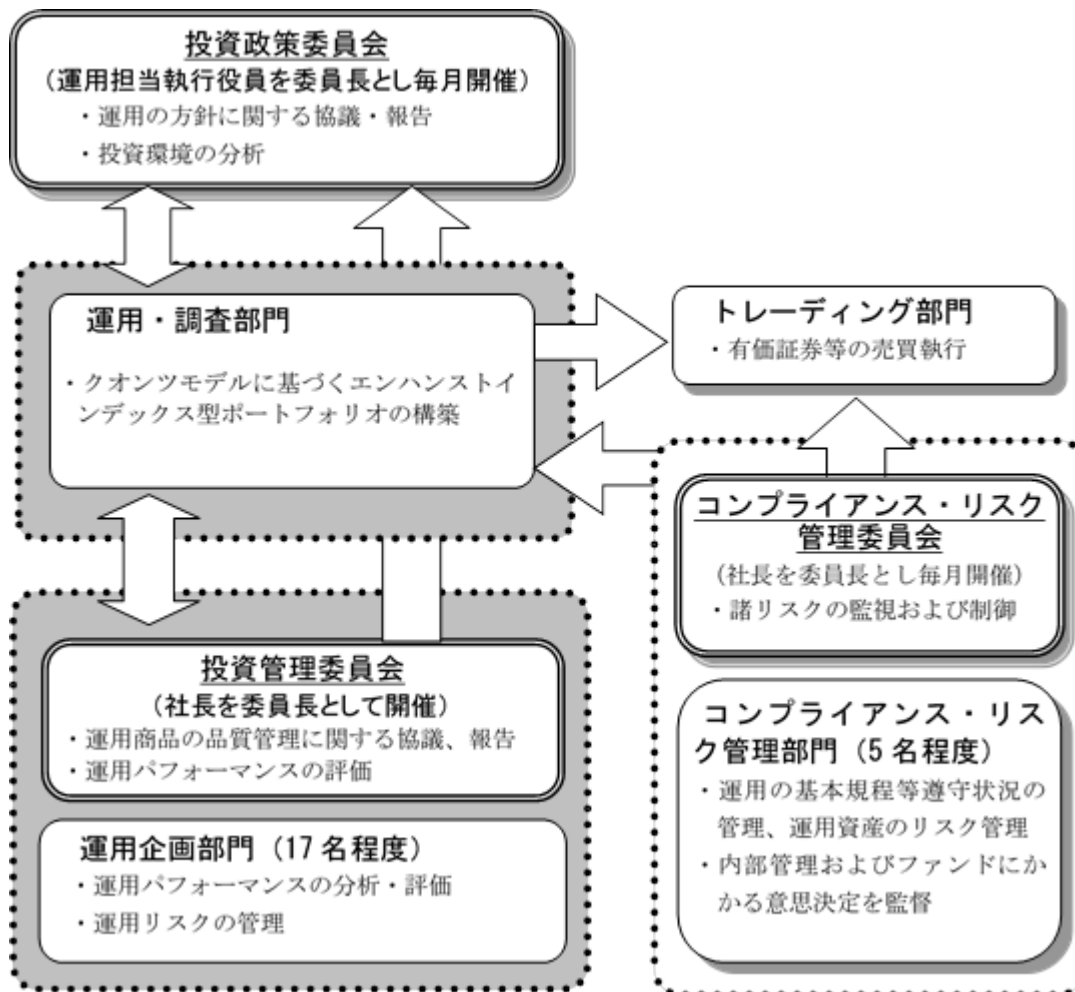 投資政策委員会
(運用担当執行役員を委員長とし毎月開催)
・運用の方針に関する協議・報告
・投資環境の分析
運用・調査部門
・クオンツモデルに基づくエンハンストイ
ンデックス型ポートフォリオの構築
トレーディング部門
・有価証券等の売買執行
コンプライアンス・リスク
管理委員会
(社長を委員長とし毎月開催)
・諸リスクの監視および制御
投資管理委員会
(社長を委員長として開催)
・運用商品の品質管理に関する協議、報告
・運用パフォーマンスの評価
運用企画部門(17名程度)
・運用パフォーマンスの分析・評価
・運用リスクの管理
コンプライアンス・リス
ク管理部門(5名程度)
・運用の基本規程等遵守状況の
管理、運用資産のリスク管理
・内部管理およびファンドにか
かる意思決定を監督